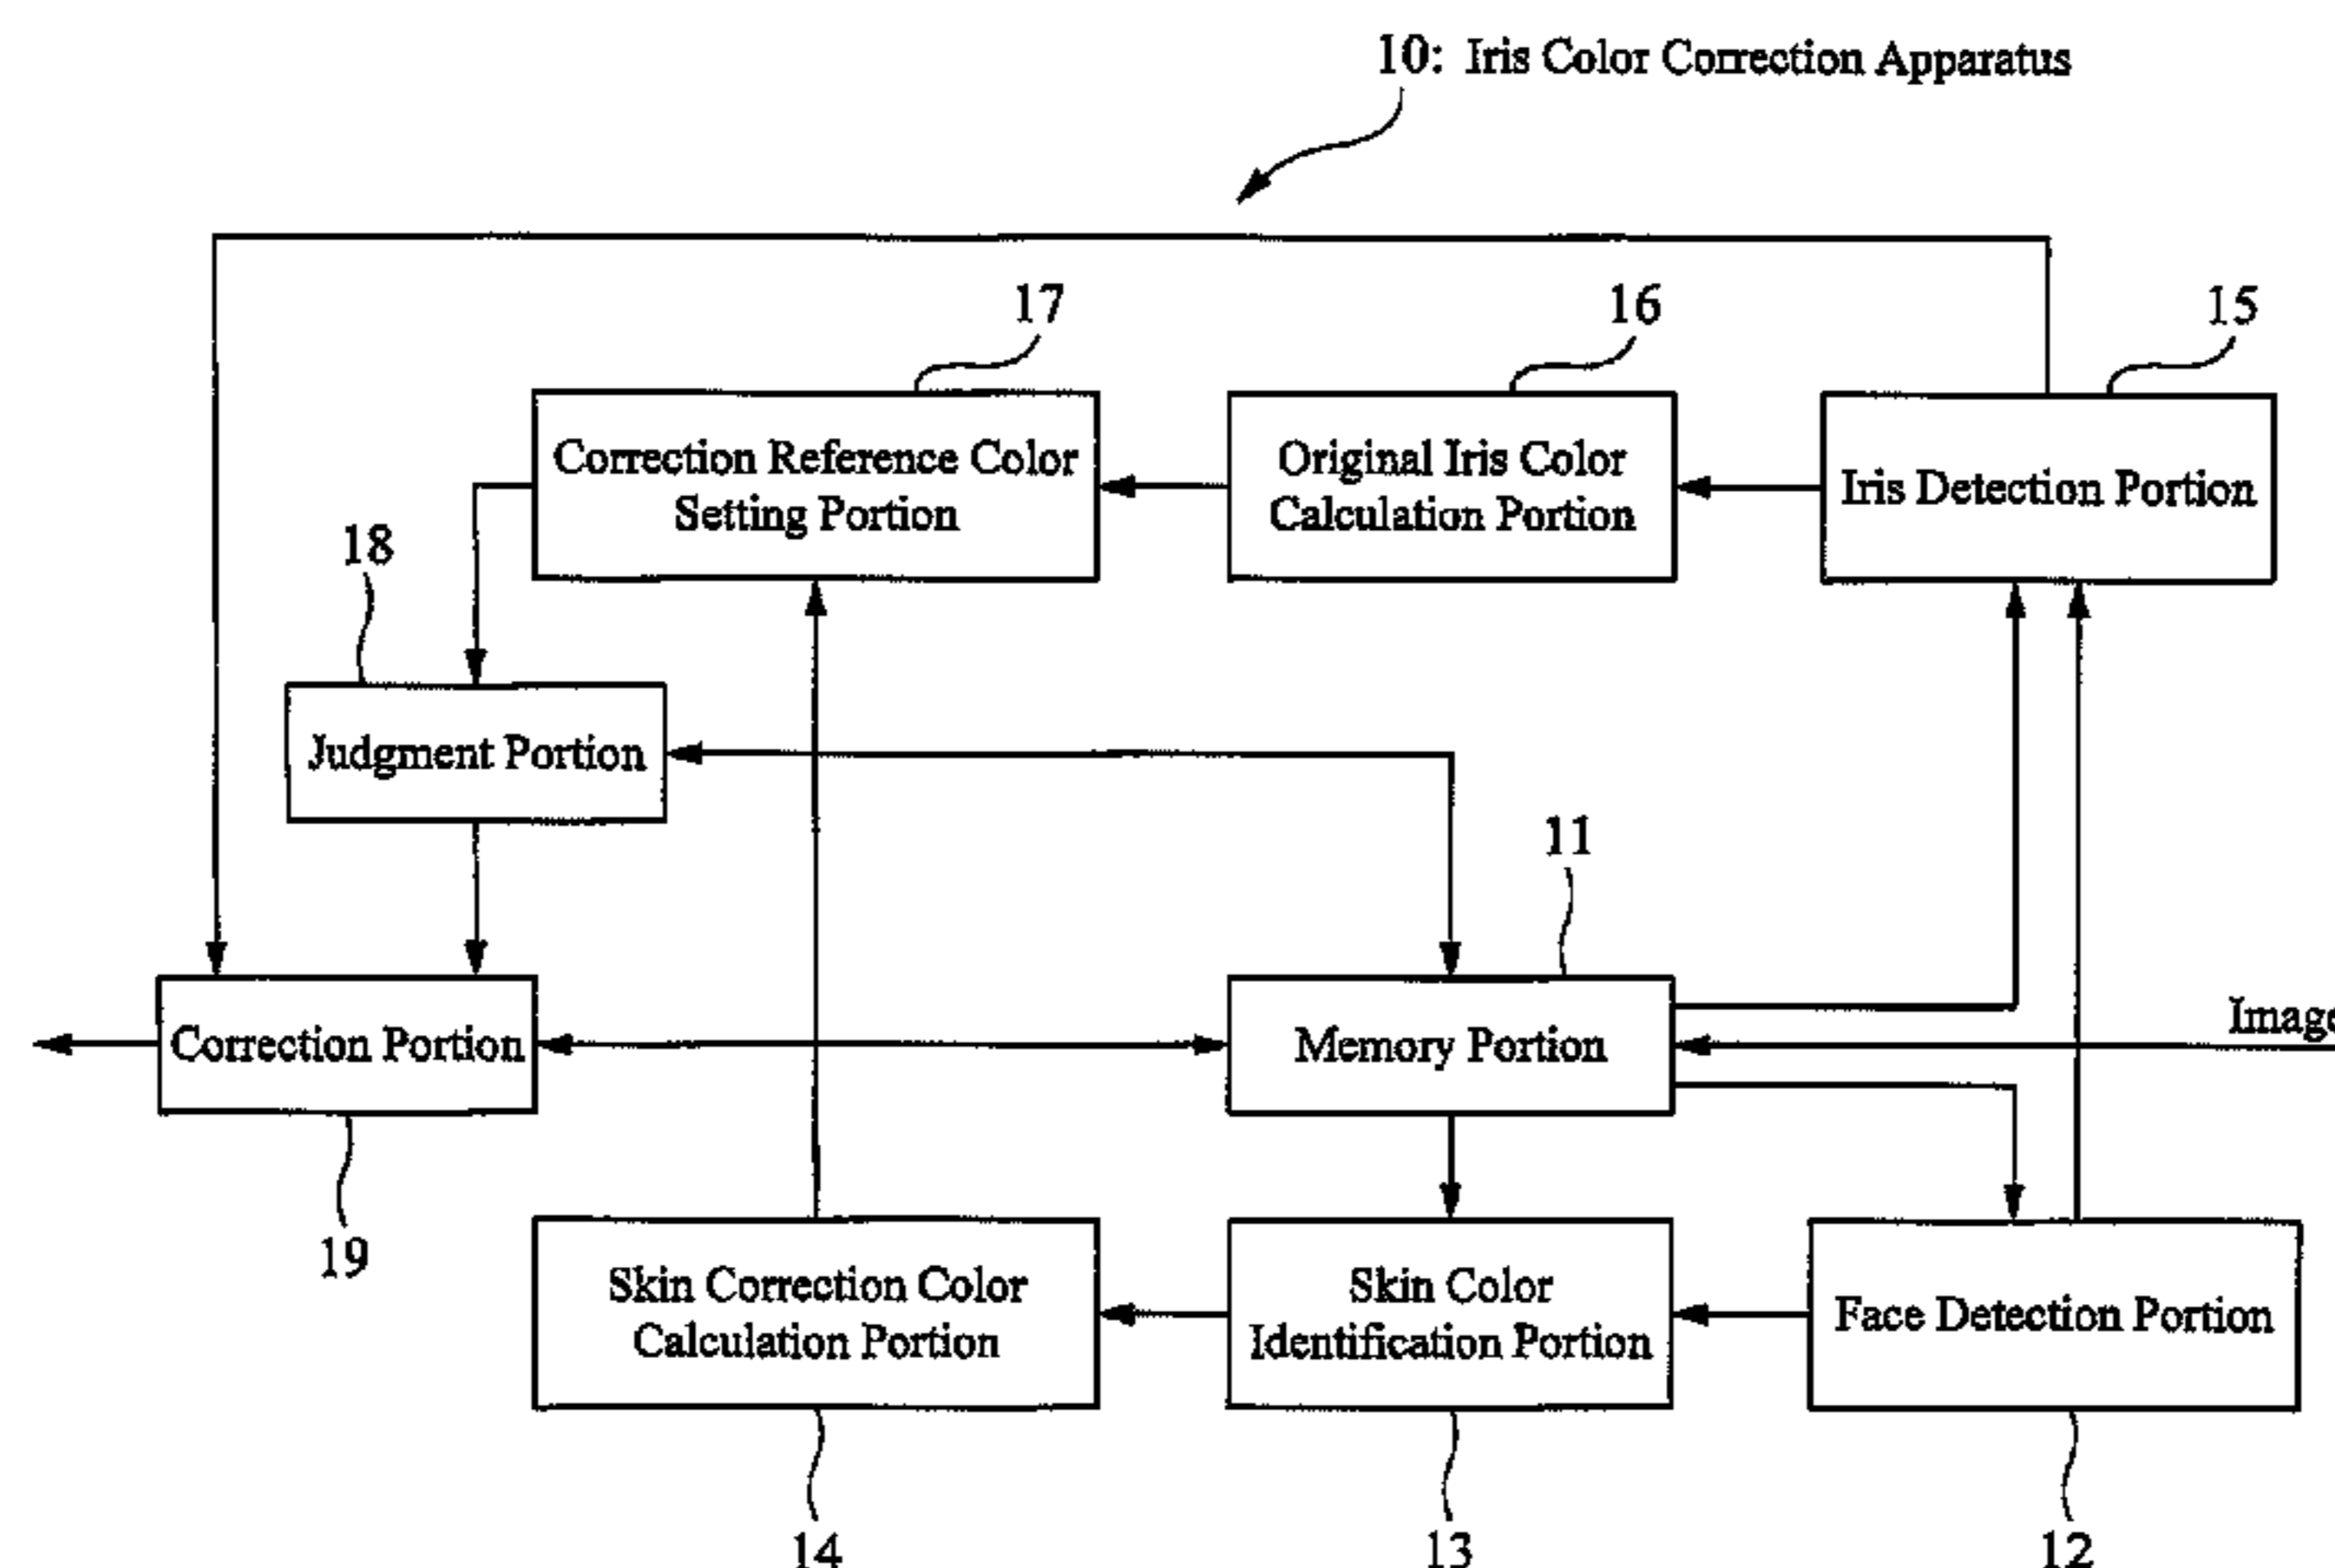 10: Iris Color Correction Apparatus
17
16
15
Correction Reference Color
Setting Portion
Original Iris Color
Calculation Portion
Iris Detection Portion
18
Judgment Portion
11
Image
Correction Portion
Memory Portion
19
Skin Correction Color
Calculation Portion
Skin Color
Identification Portion
Face Detection Portion
14
13
12